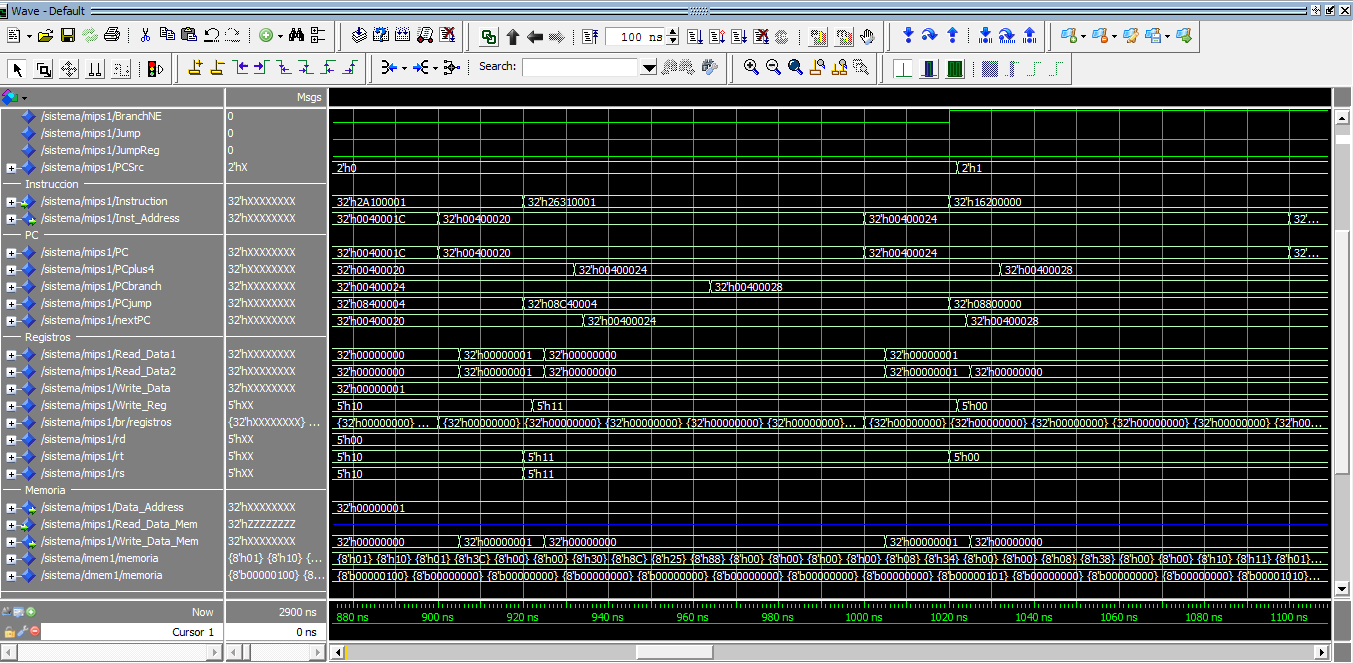 Wave - Default
100 ns
Search:
Msgs
/sistema/mips1/BranchNE 0
/sistema/mips1/Jump 0
/sistema/mips1/JumpReg 0
/sistema/mips1/PCSrc 2'hX 2'h0 2'h1
Instruccion
/sistema/mips1/Instruction 32'hXXXXXXXX 32'h2A100001 32'h26310001 32'h16200000
/sistema/mips1/Inst_Address 32'hXXXXXXXX 32'h0040001C 32'h00400020 32'h00400024 32'...
PC
/sistema/mips1/PC 32'hXXXXXXXX 32'h0040001C 32'h00400020 32'h00400024 32'...
/sistema/mips1/PCplus4 32'hXXXXXXXX 32'h00400020 32'h00400024 32'h00400028
/sistema/mips1/PCbranch 32'hXXXXXXXX 32'h00400024 32'h00400028
/sistema/mips1/PCjump 32'hXXXXXXXX 32'h08400004 32'h08C40004 32'h08800000
/sistema/mips1/nextPC 32'hXXXXXXXX 32'h00400020 32'h00400024 32'h00400028
Registros
/sistema/mips1/Read_Data1 32'hXXXXXXXX 32'h00000000 32'h00000001 32'h00000000 32'h00000001
/sistema/mips1/Read_Data2 32'hXXXXXXXX 32'h00000000 32'h00000001 32'h00000000 32'h00000001 32'h00000000
/sistema/mips1/Write_Data 32'hXXXXXXXX 32'h00000001
/sistema/mips1/Write_Reg 5'hXX 5'h10 5'h11 5'h00
/sistema/mips1/br/registros {32'hXXXXXXXX} ... {32'h00000000} ... {32'h00000000} {32'h00000000} {32'h00000000} {32'h00000000} {32'h00000000}... {32'h00000000} {32'h00000000} {32'h00000000} {32'h00000000} {32'h00000000} {32'h00...
/sistema/mips1/rd 5'hXX 5'h00
/sistema/mips1/rt 5'hXX 5'h10 5'h11 5'h00
/sistema/mips1/rs 5'hXX 5'h10 5'h11
Memoria
/sistema/mips1/Data_Address 32'hXXXXXXXX 32'h00000001
/sistema/mips1/Read_Data_Mem 32'hZZZZZZZZ
/sistema/mips1/Write_Data_Mem 32'hXXXXXXXX 32'h00000000 32'h00000001 32'h00000000 32'h00000001 32'h00000000
/sistema/imem1/memoria {8'h01} {8'h10} {... {8'h01} {8'h10} {8'h01} {8'h3C} {8'h00} {8'h00} {8'h30} {8'h8C} {8'h25} {8'h88} {8'h00} {8'h00} {8'h00} {8'h00} {8'h08} {8'h34} {8'h00} {8'h00} {8'h08} {8'h38} {8'h00} {8'h00} {8'h10} {8'h11} {8'h01}...
/sistema/dmem1/memoria {8'b00000100} {8... {8'b00000100} {8'b00000000} {8'b00000000} {8'b00000000} {8'b00000000} {8'b00000000} {8'b00000000} {8'b00000000} {8'b00000101} {8'b00000000} {8'b00000000} {8'b00000000} {8'b00001010}...
Now 2900 ns
880 ns 900 ns 920 ns 940 ns 960 ns 980 ns 1000 ns 1020 ns 1040 ns 1060 ns 1080 ns 1100 ns
Cursor 1 0 ns